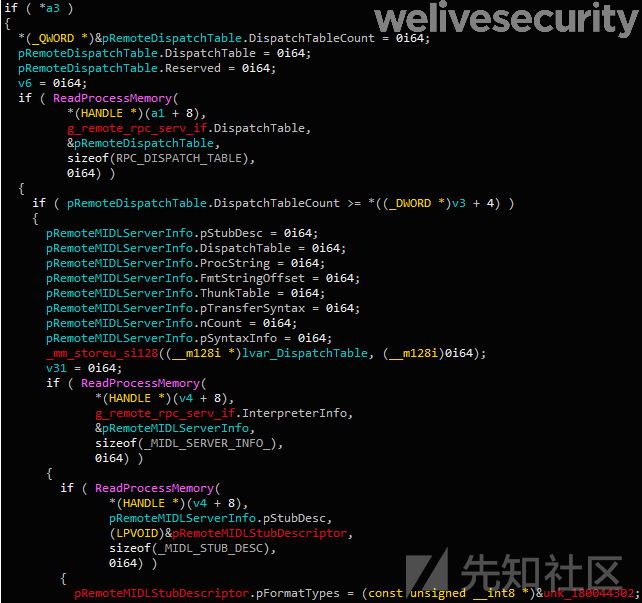 if ( *a3 )
welivesecurity
{
*(_QWORD *)&pRemoteDispatchTable.DispatchTableCount = 0i64;
pRemoteDispatchTable.DispatchTable = 0i64;
pRemoteDispatchTable.Reserved = 0i64;
v6 = 0i64;
if ( ReadProcessMemory(
*(HANDLE *)(a1 + 8),
g_remote_rpc_serv_if.DispatchTable,
&pRemoteDispatchTable,
sizeof(RPC_DISPATCH_TABLE),
0i64) )
{
if ( pRemoteDispatchTable.DispatchTableCount >= *((_DWORD *)v3 + 4) )
{
pRemoteMIDLServerInfo.pStubDesc = 0i64;
pRemoteMIDLServerInfo.DispatchTable = 0i64;
pRemoteMIDLServerInfo.ProcString = 0i64;
pRemoteMIDLServerInfo.FmtStringOffset = 0i64;
pRemoteMIDLServerInfo.ThunkTable = 0i64;
pRemoteMIDLServerInfo.pTransferSyntax = 0i64;
pRemoteMIDLServerInfo.nCount = 0i64;
pRemoteMIDLServerInfo.pSyntaxInfo = 0i64;
_mm_storeu_si128((__m128i *)lvar_DispatchTable, (__m128i)0i64);
v31 = 0i64;
if ( ReadProcessMemory(
*(HANDLE *)(v4 + 8),
g_remote_rpc_serv_if.InterpreterInfo,
&pRemoteMIDLServerInfo,
sizeof(_MIDL_SERVER_INFO_),
0i64) )
{
if ( ReadProcessMemory(
*(HANDLE *)(v4 + 8),
pRemoteMIDLServerInfo.pStubDesc,
(LPVOID)&pRemoteMIDLStubDescriptor,
sizeof(_MIDL_STUB_DESC),
0i64) )
{
先知社区
pRemoteMIDLStubDescriptor.pFormatTypes = (const unsigned __int8 *)&unk_180044302;